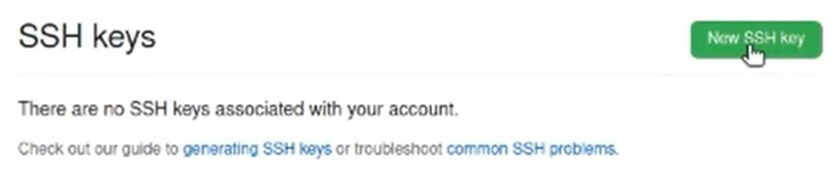 SSH keys
New SSH key
There are no SSH keys associated with your account.
Check out our guide to generating SSH keys or troubleshoot common SSH problems.